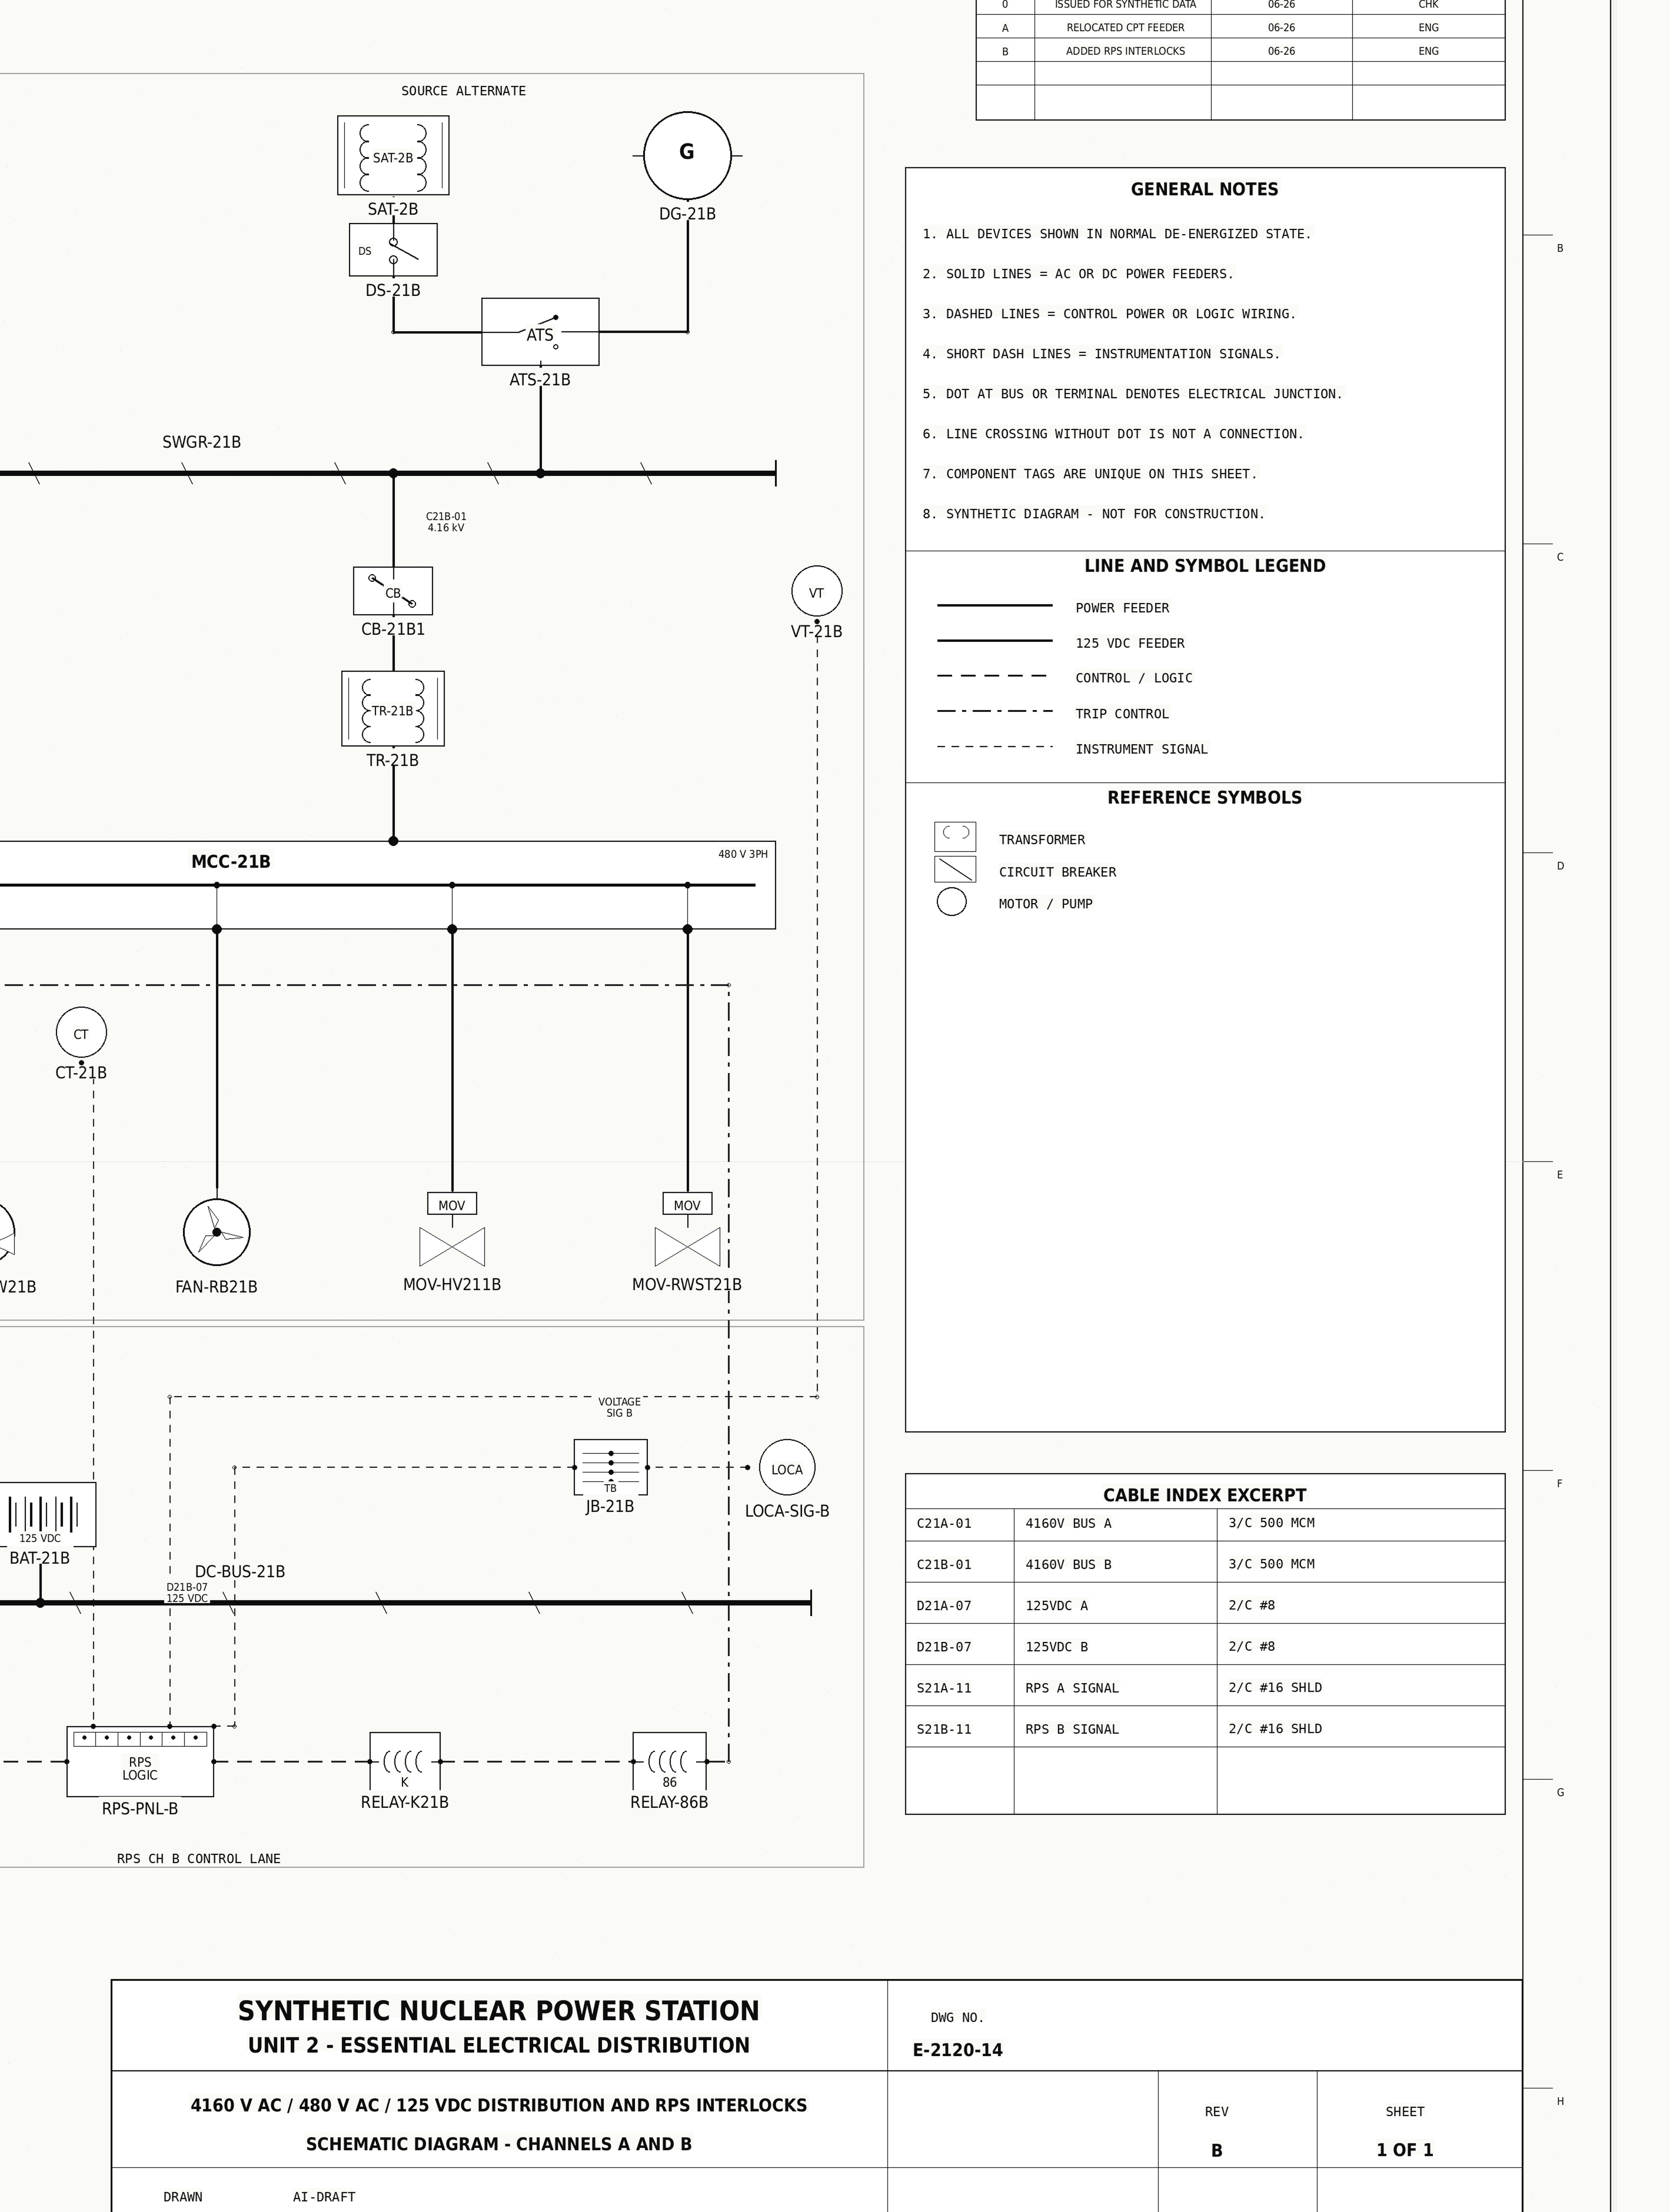 0 ISSUED FOR SYNTHETIC DATA 06-26 CHK
A RELOCATED CPT FEEDER 06-26 ENG
B ADDED RPS INTERLOCKS 06-26 ENG
SOURCE ALTERNATE
SAT-2B
SAT-2B
G
DG-21B
DS
DS-21B
ATS
ATS-21B
SWGR-21B
C21B-01
4.16 kV
CB
CB-21B1
VT
VT-21B
TR-21B
TR-21B
MCC-21B
480 V 3PH
CT
CT-21B
MOV
MOV
FAN-RB21B
MOV-HV211B
MOV-RWST21B
VOLTAGE
SIG B
TB
JB-21B
LOCA
LOCA-SIG-B
125 VDC
BAT-21B
DC-BUS-21B
D21B-07
125 VDC
RPS
LOGIC
RPS-PNL-B
K
RELAY-K21B
86
RELAY-86B
RPS CH B CONTROL LANE
GENERAL NOTES
1. ALL DEVICES SHOWN IN NORMAL DE-ENERGIZED STATE.
2. SOLID LINES = AC OR DC POWER FEEDERS.
3. DASHED LINES = CONTROL POWER OR LOGIC WIRING.
4. SHORT DASH LINES = INSTRUMENTATION SIGNALS.
5. DOT AT BUS OR TERMINAL DENOTES ELECTRICAL JUNCTION.
6. LINE CROSSING WITHOUT DOT IS NOT A CONNECTION.
7. COMPONENT TAGS ARE UNIQUE ON THIS SHEET.
8. SYNTHETIC DIAGRAM - NOT FOR CONSTRUCTION.
LINE AND SYMBOL LEGEND
POWER FEEDER
125 VDC FEEDER
CONTROL / LOGIC
TRIP CONTROL
INSTRUMENT SIGNAL
REFERENCE SYMBOLS
TRANSFORMER
CIRCUIT BREAKER
MOTOR / PUMP
CABLE INDEX EXCERPT
C21A-01 4160V BUS A 3/C 500 MCM
C21B-01 4160V BUS B 3/C 500 MCM
D21A-07 125VDC A 2/C #8
D21B-07 125VDC B 2/C #8
S21A-11 RPS A SIGNAL 2/C #16 SHLD
S21B-11 RPS B SIGNAL 2/C #16 SHLD
B
C
D
E
F
G
H
SYNTHETIC NUCLEAR POWER STATION
UNIT 2 - ESSENTIAL ELECTRICAL DISTRIBUTION
DWG NO.
E-2120-14
4160 V AC / 480 V AC / 125 VDC DISTRIBUTION AND RPS INTERLOCKS
SCHEMATIC DIAGRAM - CHANNELS A AND B
REV
B
SHEET
1 OF 1
DRAWN AI-DRAFT